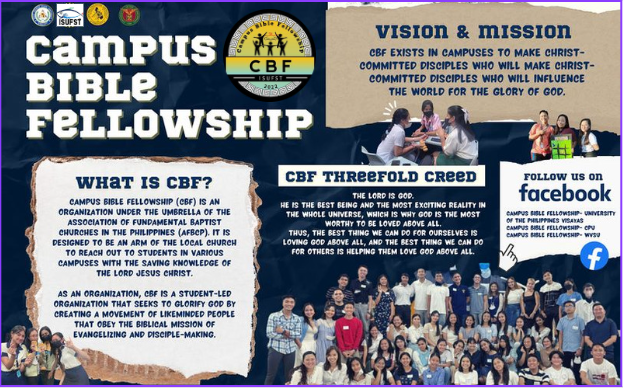 ISUFST
CAMPUS
BIBLE
FELLOWSHIP
Campus Bible Fellowship
CBF
ISUFST
VISION & MISSION
CBF EXISTS IN CAMPUSES TO MAKE CHRIST-
COMMITTED DISCIPLES WHO WILL MAKE CHRIST-
COMMITTED DISCIPLES WHO WILL INFLUENCE
THE WORLD FOR THE GLORY OF GOD.
WHAT IS CBF?
CAMPUS BIBLE FELLOWSHIP (CBF) IS AN
ORGANIZATION UNDER THE UMBRELLA OF THE
ASSOCIATION OF FUNDAMENTAL BAPTIST
CHURCHES IN THE PHILIPPINES (AFBCP). IT IS
DESIGNED TO BE AN ARM OF THE LOCAL CHURCH
TO REACH OUT TO STUDENTS IN VARIOUS
CAMPUSES WITH THE SAVING KNOWLEDGE OF
THE LORD JESUS CHRIST.
AS AN ORGANIZATION, CBF IS A STUDENT-LED
ORGANIZATION THAT SEEKS TO GLORIFY GOD BY
CREATING A MOVEMENT OF LIKEMINDED PEOPLE
THAT OBEY THE BIBLICAL MISSION OF
EVANGELIZING AND DISCIPLE-MAKING.
CBF THREEFOLD CREED
THE LORD IS GOD.
HE IS THE BEST BEING AND THE MOST EXCITING REALITY IN
THE WHOLE UNIVERSE, WHICH IS WHY GOD IS THE MOST
WORTHY TO BE LOVED ABOVE ALL.
THUS, THE BEST THING WE CAN DO FOR OURSELVES IS
LOVING GOD ABOVE ALL, AND THE BEST THING WE CAN DO
FOR OTHERS IS HELPING THEM LOVE GOD ABOVE ALL.
FOLLOW US ON
facebook
CAMPUS BIBLE FELLOWSHIP- UNIVERSITY
OF THE PHILIPPINES VISAYAS
CAMPUS BIBLE FELLOWSHIP- CPU
CAMPUS BIBLE FELLOWSHIP- WVSU